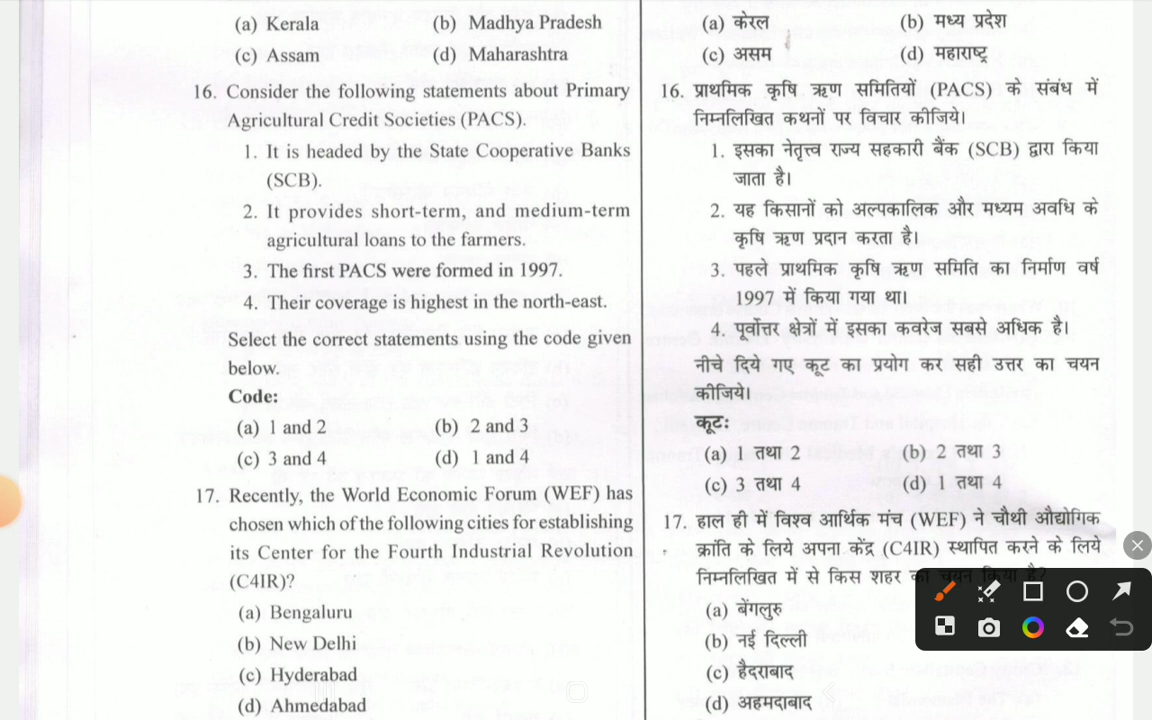 (a) Kerala (b) Madhya Pradesh
(c) Assam (d) Maharashtra
16. Consider the following statements about Primary
Agricultural Credit Societies (PACS).
1. It is headed by the State Cooperative Banks
(SCB).
2. It provides short-term, and medium-term
agricultural loans to the farmers.
3. The first PACS were formed in 1997.
4. Their coverage is highest in the north-east.
Select the correct statements using the code given
below.
Code:
(a) 1 and 2 (b) 2 and 3
(c) 3 and 4 (d) 1 and 4
17. Recently, the World Economic Forum (WEF) has
chosen which of the following cities for establishing
its Center for the Fourth Industrial Revolution
(C4IR)?
(a) Bengaluru
(b) New Delhi
(c) Hyderabad
(d) Ahmedabad
(a) केरल (b) मध्य प्रदेश
(c) असम (d) महाराष्ट्र
16. प्राथमिक कृषि ऋण समितियों (PACS) के संबंध में
निम्नलिखित कथनों पर विचार कीजिये।
1. इसका नेतृत्त्व राज्य सहकारी बैंक (SCB) द्वारा किया
जाता है।
2. यह किसानों को अल्पकालिक और मध्यम अवधि के
कृषि ऋण प्रदान करता है।
3. पहले प्राथमिक कृषि ऋण समिति का निर्माण वर्ष
1997 में किया गया था।
4. पूर्वोत्तर क्षेत्रों में इसका कवरेज सबसे अधिक है।
नीचे दिये गए कूट का प्रयोग कर सही उत्तर का चयन
कीजिये।
कूटः
(a) 1 तथा 2 (b) 2 तथा 3
(c) 3 तथा 4 (d) 1 तथा 4
17. हाल ही में विश्व आर्थिक मंच (WEF) ने चौथी औद्योगिक
क्रांति के लिये अपना केंद्र (C4IR) स्थापित करने के लिये
निम्नलिखित में से किस शहर का चयन किया है?
(a) बेंगलुरु
(b) नई दिल्ली
(c) हैदराबाद
(d) अहमदाबाद